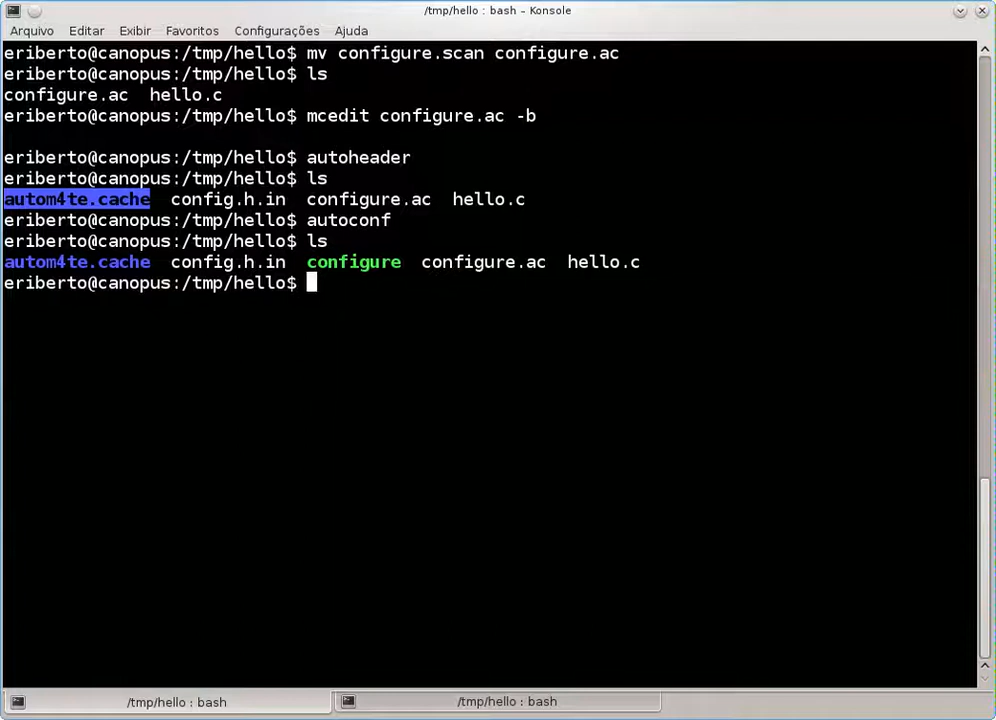 /tmp/hello : bash – Konsole
Arquivo Editar Exibir Favoritos Configurações Ajuda
eriberto@canopus:/tmp/hello$ mv configure.scan configure.ac
eriberto@canopus:/tmp/hello$ ls
configure.ac  hello.c
eriberto@canopus:/tmp/hello$ mcedit configure.ac -b
eriberto@canopus:/tmp/hello$ autoheader
eriberto@canopus:/tmp/hello$ ls
autom4te.cache  config.h.in  configure.ac  hello.c
eriberto@canopus:/tmp/hello$ autoconf
eriberto@canopus:/tmp/hello$ ls
autom4te.cache  config.h.in  configure  configure.ac  hello.c
eriberto@canopus:/tmp/hello$
/tmp/hello : bash /tmp/hello : bash